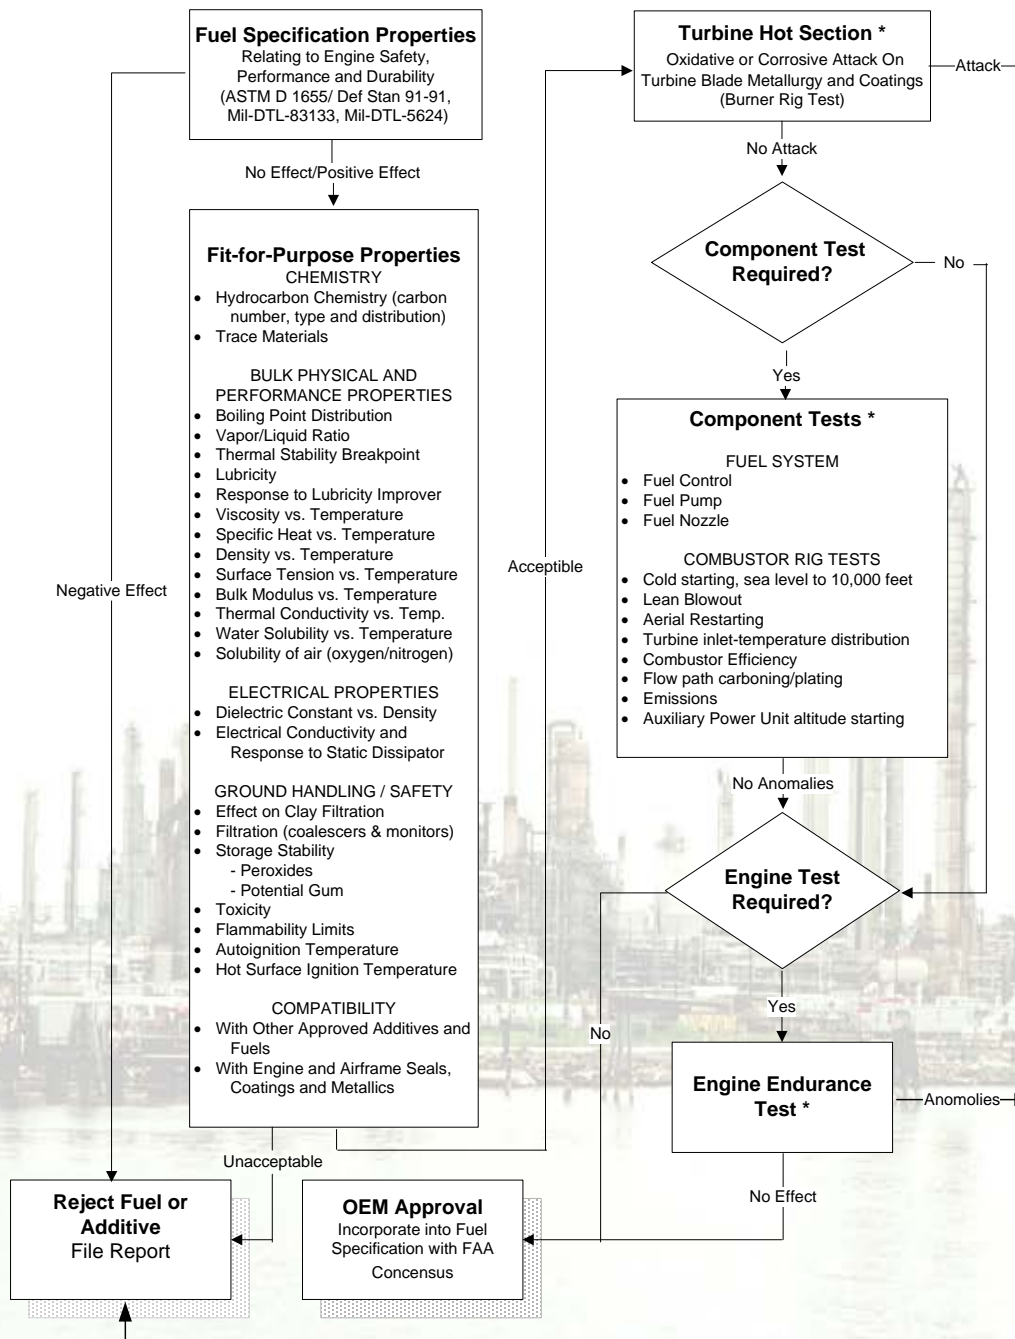 Fuel Specification Properties
Relating to Engine Safety,
Performance and Durability
(ASTM D 1655/ Def Stan 91-91,
Mil-DTL-83133, Mil-DTL-5624)
No Effect/Positive Effect
Negative Effect
Fit-for-Purpose Properties
CHEMISTRY
• Hydrocarbon Chemistry (carbon
number, type and distribution)
• Trace Materials
BULK PHYSICAL AND
PERFORMANCE PROPERTIES
• Boiling Point Distribution
• Vapor/Liquid Ratio
• Thermal Stability Breakpoint
• Lubricity
• Response to Lubricity Improver
• Viscosity vs. Temperature
• Specific Heat vs. Temperature
• Density vs. Temperature
• Surface Tension vs. Temperature
• Bulk Modulus vs. Temperature
• Thermal Conductivity vs. Temp.
• Water Solubility vs. Temperature
• Solubility of air (oxygen/nitrogen)
ELECTRICAL PROPERTIES
• Dielectric Constant vs. Density
• Electrical Conductivity and
Response to Static Dissipator
GROUND HANDLING / SAFETY
• Effect on Clay Filtration
• Filtration (coalescers & monitors)
• Storage Stability
- Peroxides
- Potential Gum
• Toxicity
• Flammability Limits
• Autoignition Temperature
• Hot Surface Ignition Temperature
COMPATIBILITY
• With Other Approved Additives and
Fuels
• With Engine and Airframe Seals,
Coatings and Metallics
Unacceptable
Reject Fuel or
Additive
File Report
Acceptible
Turbine Hot Section *
Oxidative or Corrosive Attack On
Turbine Blade Metallurgy and Coatings
(Burner Rig Test)
Attack
No Attack
Component Test
Required?
No
Yes
Component Tests *
FUEL SYSTEM
• Fuel Control
• Fuel Pump
• Fuel Nozzle
COMBUSTOR RIG TESTS
• Cold starting, sea level to 10,000 feet
• Lean Blowout
• Aerial Restarting
• Turbine inlet-temperature distribution
• Combustor Efficiency
• Flow path carboning/plating
• Emissions
• Auxiliary Power Unit altitude starting
No Anomalies
Engine Test
Required?
Yes
No
Engine Endurance
Test *
Anomolies
No Effect
OEM Approval
Incorporate into Fuel
Specification with FAA
Concensus